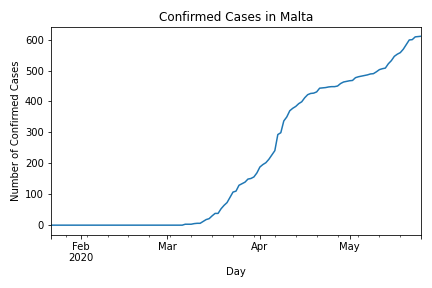 Confirmed Cases in Malta
Number of Confirmed Cases
600
500
400
300
200
100
0
Feb Mar Apr May
2020
Day